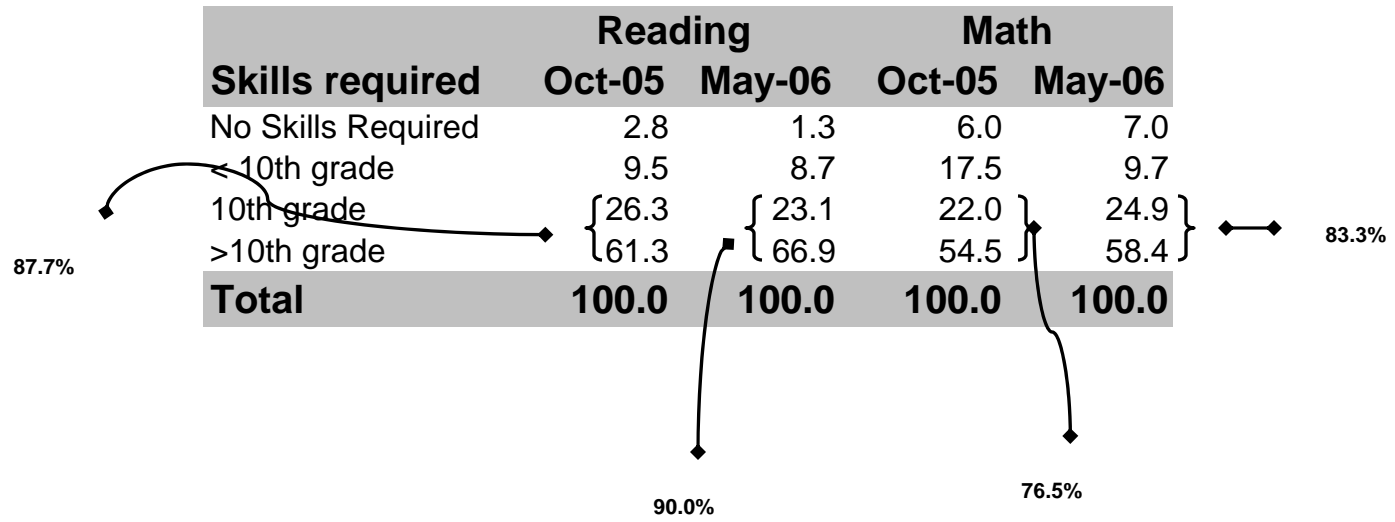 Reading Math
Skills required Oct-05 May-06 Oct-05 May-06
No Skills Required 2.8 1.3 6.0 7.0
< 10th grade 9.5 8.7 17.5 9.7
10th grade 26.3 23.1 22.0 24.9
>10th grade 61.3 66.9 54.5 58.4
87.7%
83.3%
Total 100.0 100.0 100.0 100.0
90.0%
76.5%